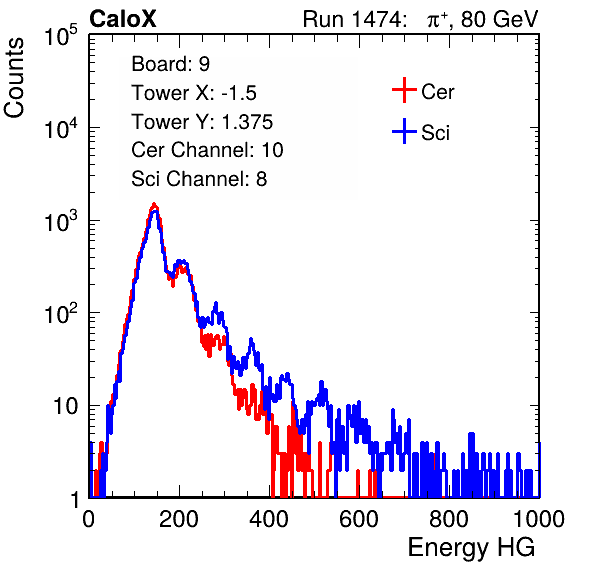 CaloX Run 1474: π⁺, 80 GeV
Counts
Board: 9
Tower X: -1.5
Tower Y: 1.375
Cer Channel: 10
Sci Channel: 8
Cer
Sci
10⁵
10⁴
10³
10²
10
1
0 200 400 600 800 1000
Energy HG